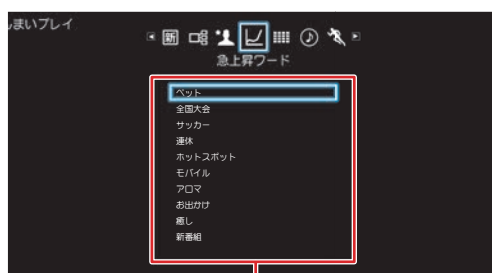 まいプレイ
新
急上昇ワード
ペット
全国大会
サッカー
連休
ホットスポット
モバイル
アロマ
お出かけ
癒し
新番組